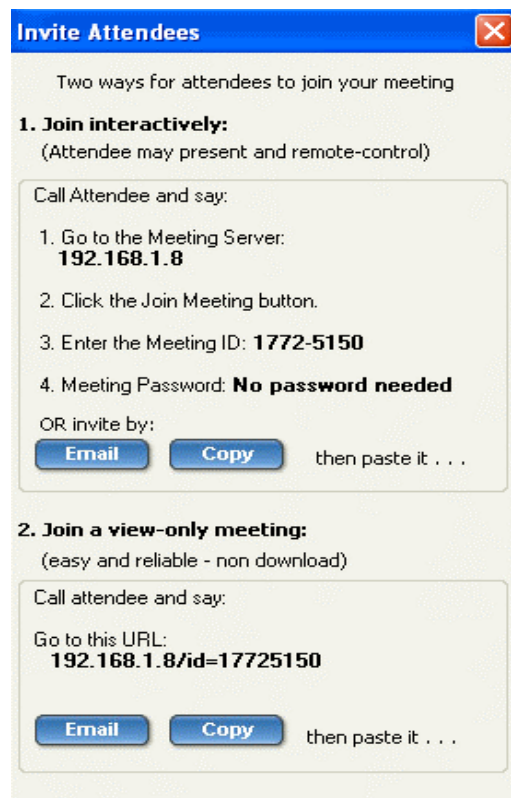 Invite Attendees
Two ways for attendees to join your meeting
1. Join interactively:
(Attendee may present and remote-control)
Call Attendee and say:
1. Go to the Meeting Server:
192.168.1.8
2. Click the Join Meeting button.
3. Enter the Meeting ID: 1772-5150
4. Meeting Password: No password needed
OR invite by:
Email Copy then paste it . . .
2. Join a view-only meeting:
(easy and reliable - non download)
Call attendee and say:
Go to this URL:
192.168.1.8/id=17725150
Email Copy then paste it . . .